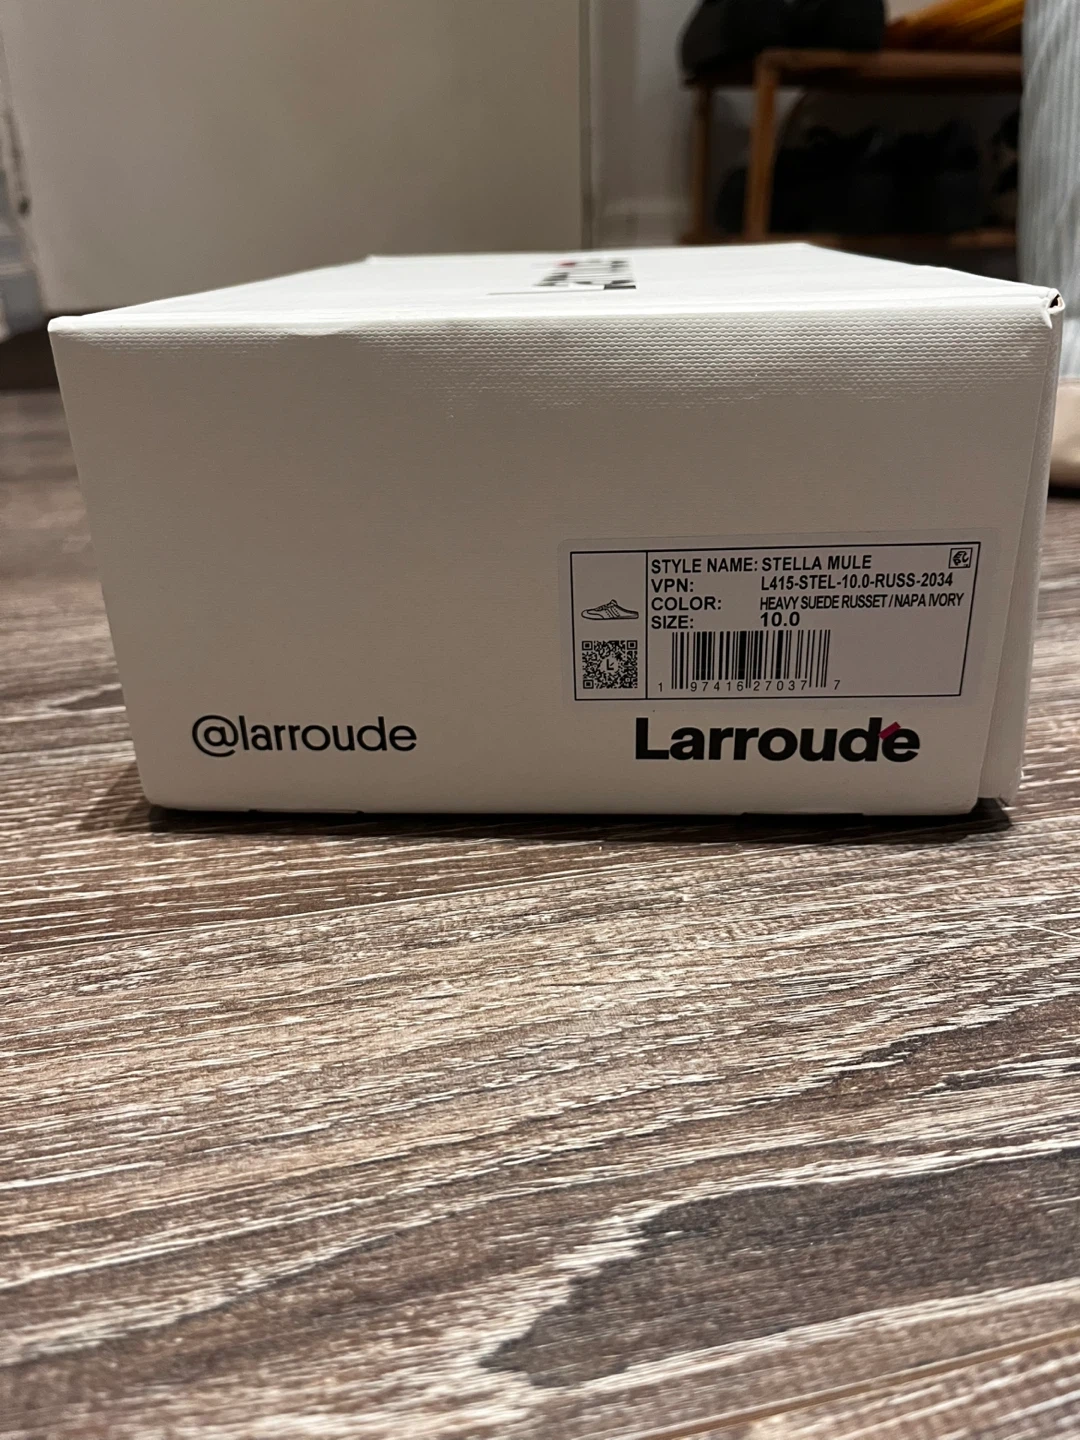 STYLE NAME: STELLA MULE
VPN: L415-STEL-10.0-RUSS-2034
COLOR: HEAVY SUEDE RUSSET / NAPA IVORY
SIZE: 10.0
1 97416 27037 7
@larroude
Larroudé